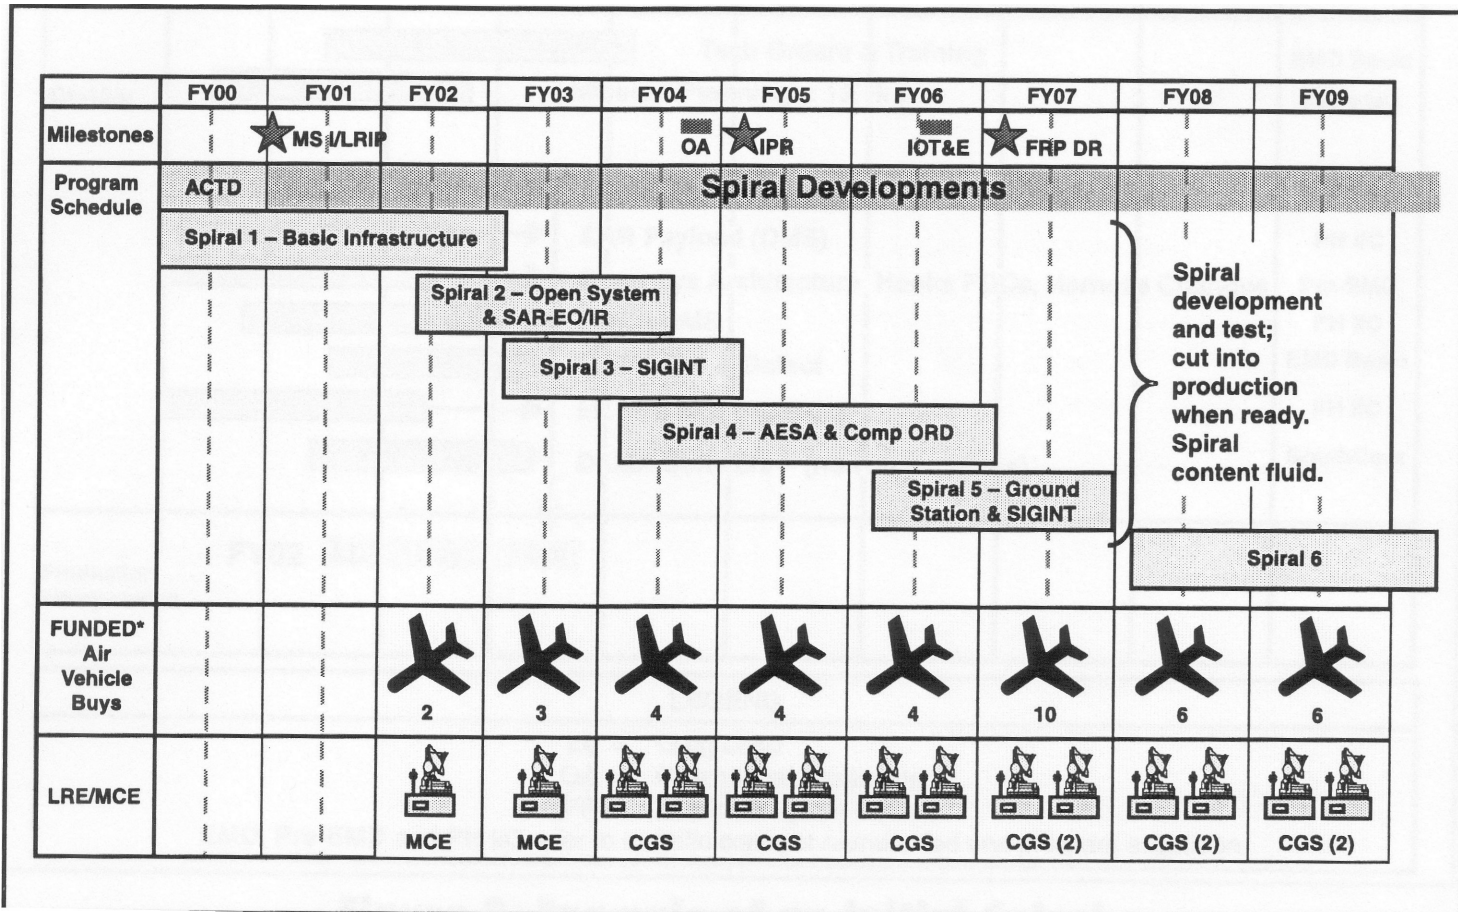 FY00 FY01 FY02 FY03 FY04 FY05 FY06 FY07 FY08 FY09
Milestones
MS I/LRIP
OA
IPR
IOT&E
FRP DR
Program
Schedule
ACTD
Spiral Developments
Spiral 1 – Basic Infrastructure
Spiral 2 – Open System
& SAR-EO/IR
Spiral 3 – SIGINT
Spiral 4 – AESA & Comp ORD
Spiral 5 – Ground
Station & SIGINT
Spiral
development
and test;
cut into
production
when ready.
Spiral
content fluid.
Spiral 6
FUNDED*
Air
Vehicle
Buys
2 3 4 4 4 10 6 6
LRE/MCE
MCE MCE CGS CGS CGS CGS (2) CGS (2) CGS (2)